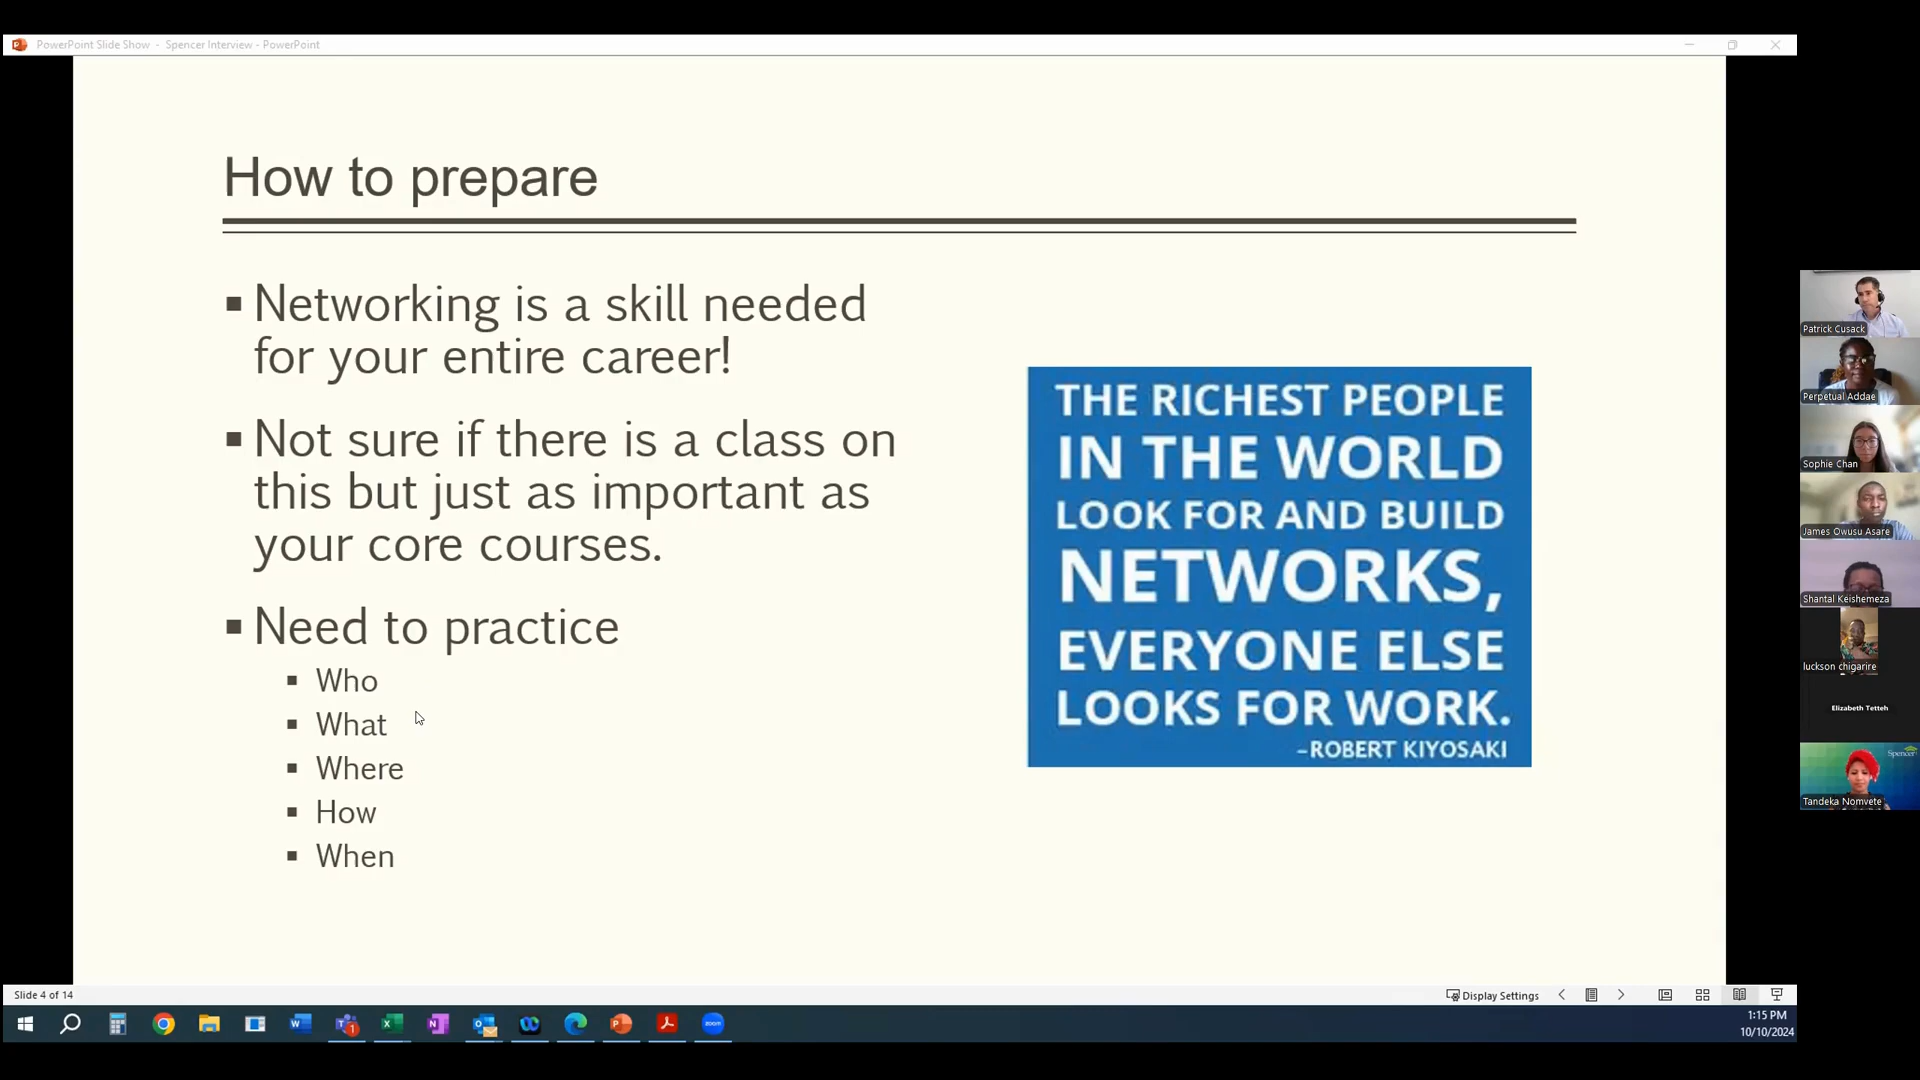 PowerPoint Slide Show - Spencer Interview - PowerPoint
How to prepare
Networking is a skill needed
for your entire career!
Not sure if there is a class on
this but just as important as
your core courses.
Need to practice
Who
What
Where
How
When
THE RICHEST PEOPLE
IN THE WORLD
LOOK FOR AND BUILD
NETWORKS,
EVERYONE ELSE
LOOKS FOR WORK.
–ROBERT KIYOSAKI
Patrick Cusack
Perpetual Addae
Sophie Chan
James Owusu Asare
Shantal Keishemeza
luckson chigarire
Elizabeth Tetteh
Spencer
Tandeka Nomvete
Slide 4 of 14
Display Settings
1
zoom
1:15 PM
10/10/2024